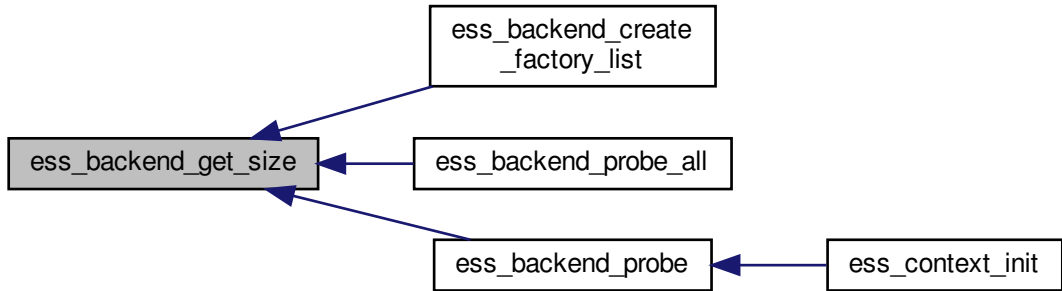 ess_backend_create
_factory_list
ess_backend_get_size
ess_backend_probe_all
ess_backend_probe
ess_context_init